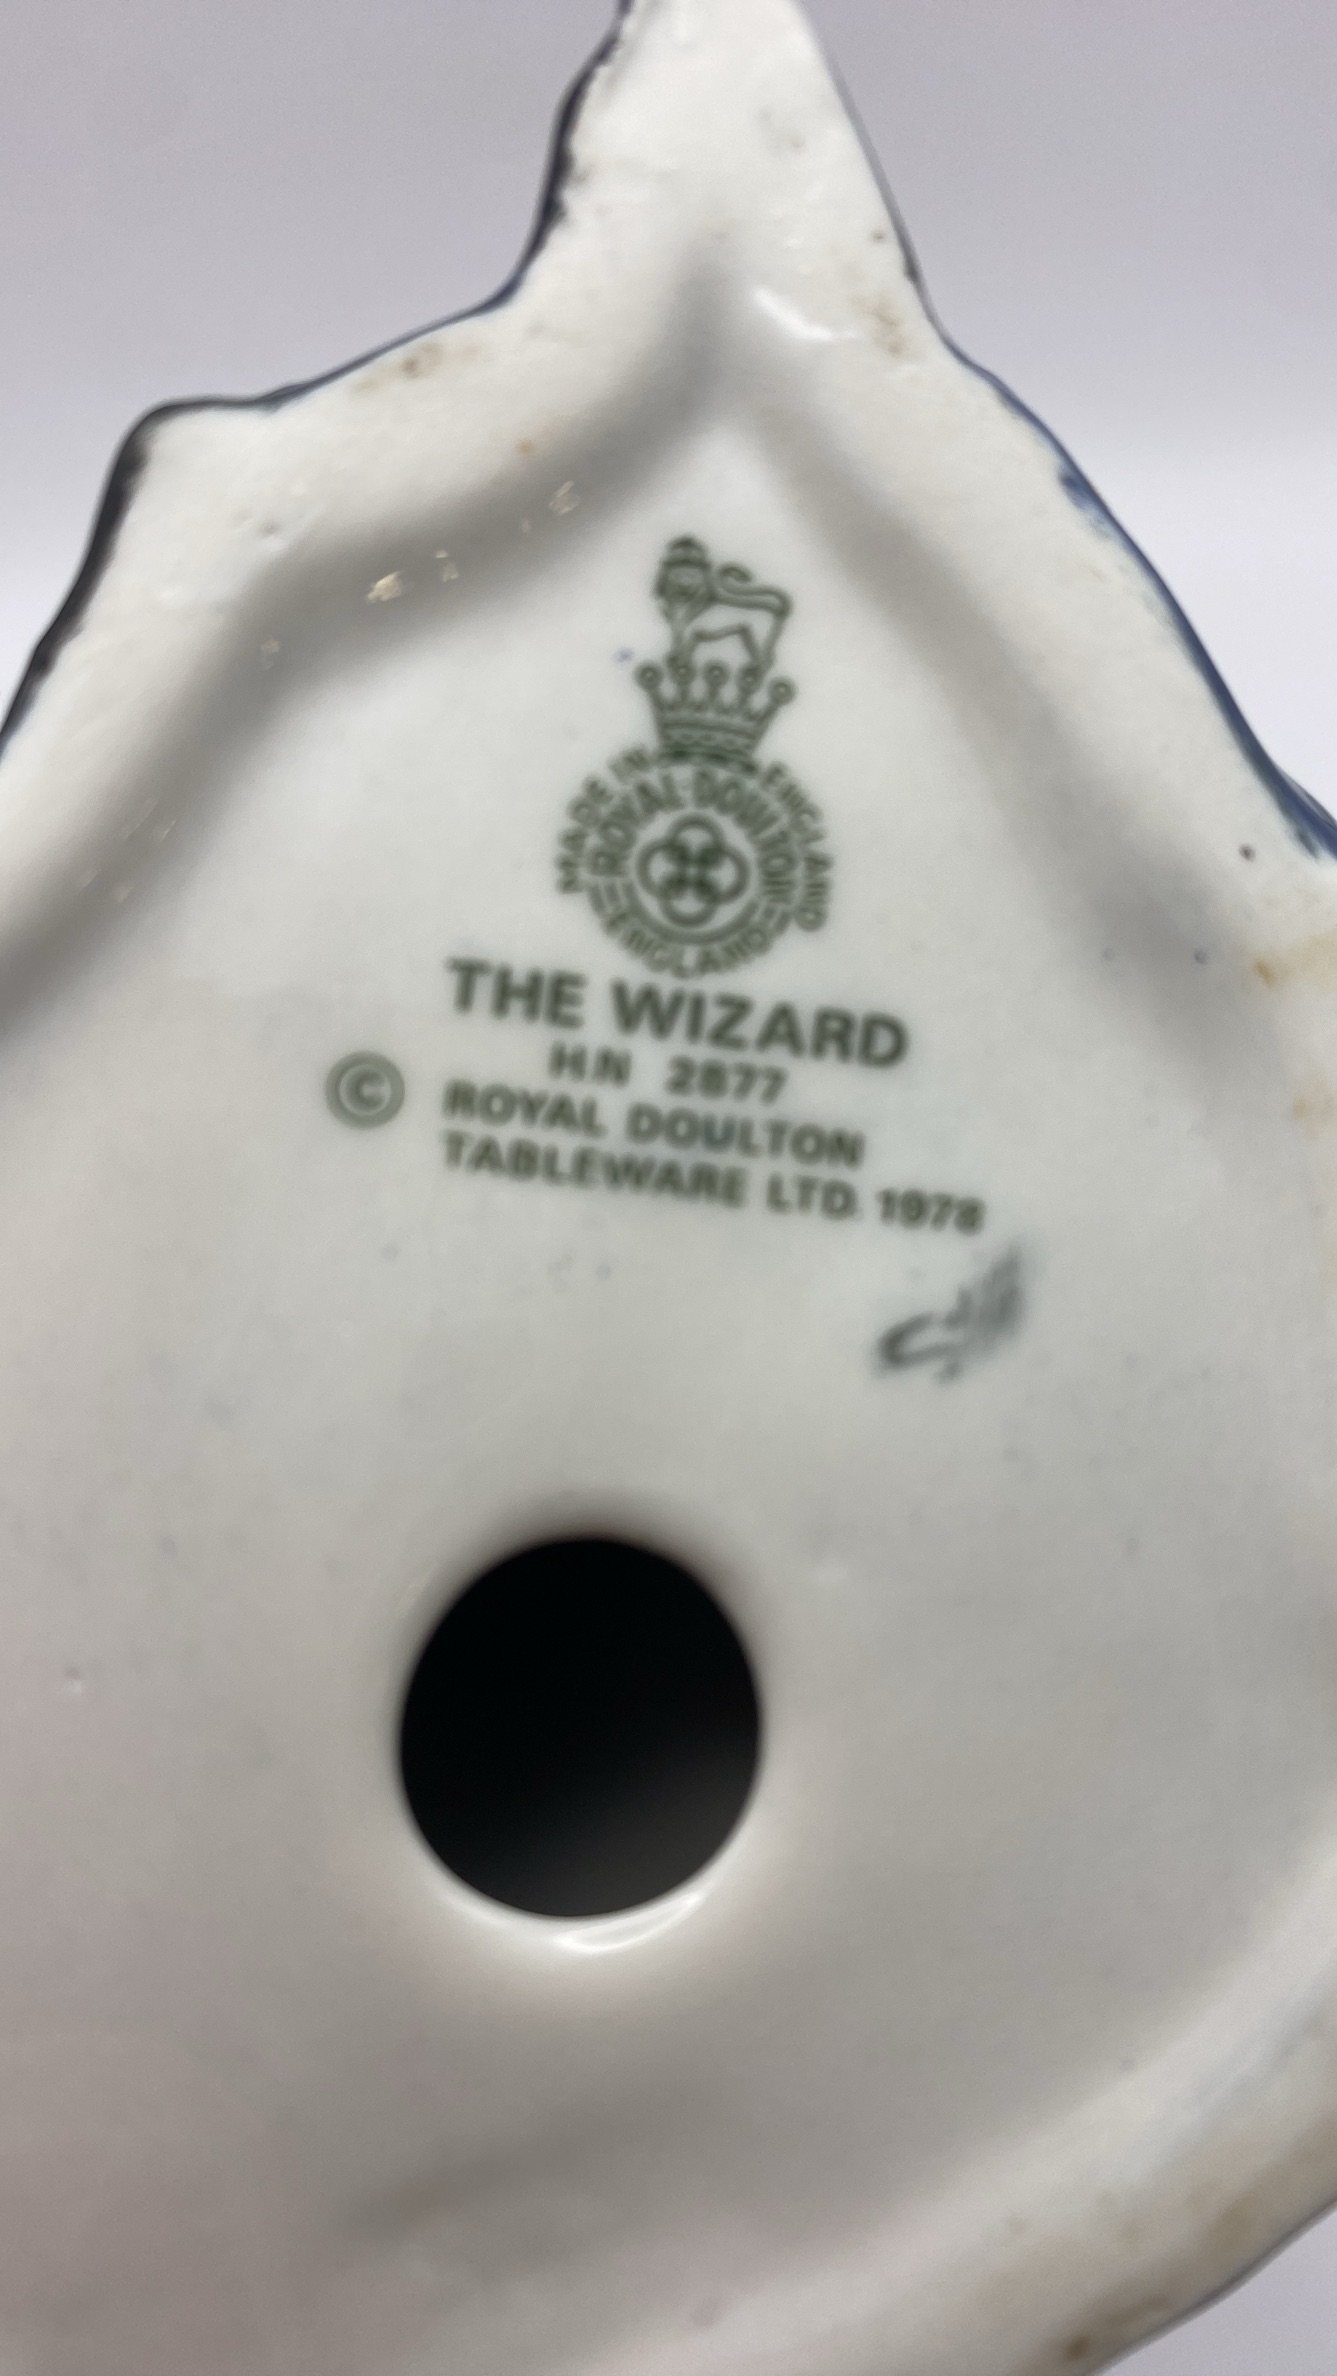 MADE IN ENGLAND
ROYAL DOULTON
ENGLAND
THE WIZARD
HN 2877
© ROYAL DOULTON
TABLEWARE LTD. 1978